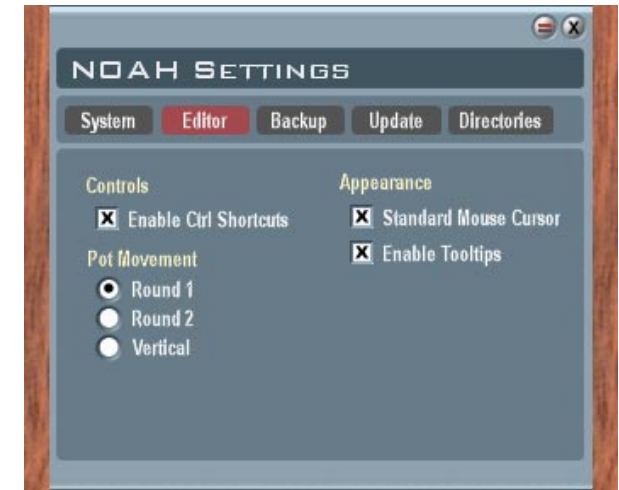 NOAH SETTINGS
System Editor Backup Update Directories
Controls
Enable Ctrl Shortcuts
Pot Movement
Round 1
Round 2
Vertical
Appearance
Standard Mouse Cursor
Enable Tooltips